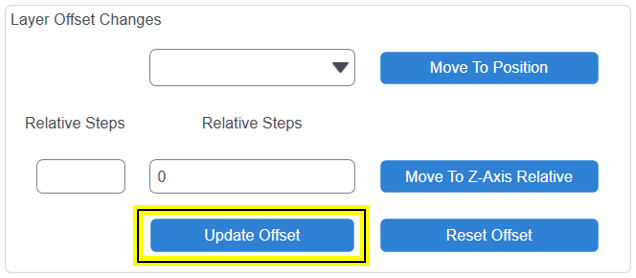 Layer Offset Changes
Move To Position
Relative Steps Relative Steps
0 Move To Z-Axis Relative
Update Offset Reset Offset